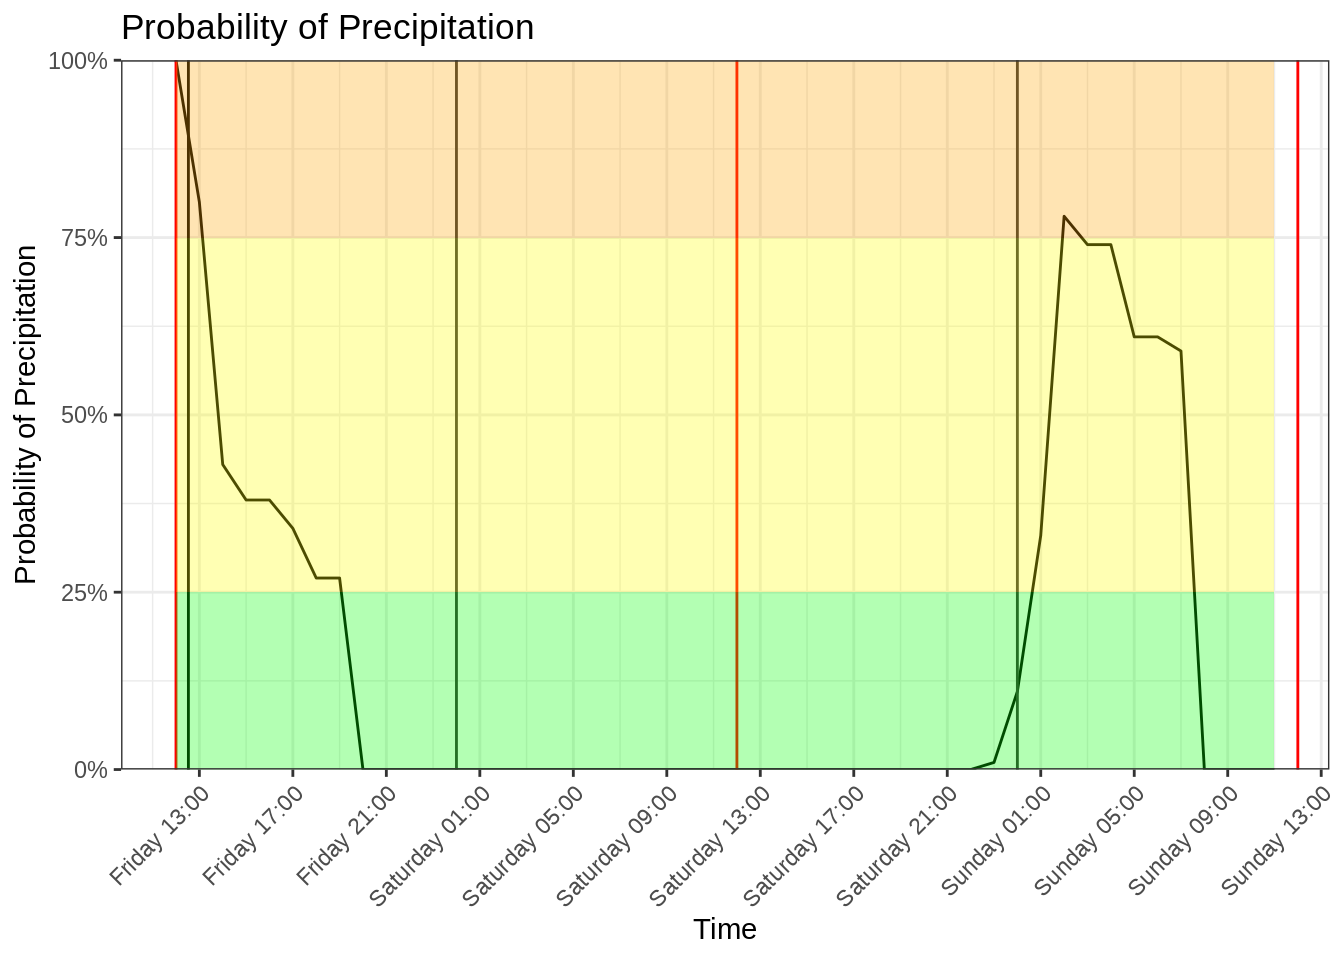 Probability of Precipitation
Probability of Precipitation
100%
75%
50%
25%
0%
Friday 13:00
Friday 17:00
Friday 21:00
Saturday 01:00
Saturday 05:00
Saturday 09:00
Saturday 13:00
Saturday 17:00
Saturday 21:00
Sunday 01:00
Sunday 05:00
Sunday 09:00
Sunday 13:00
Time